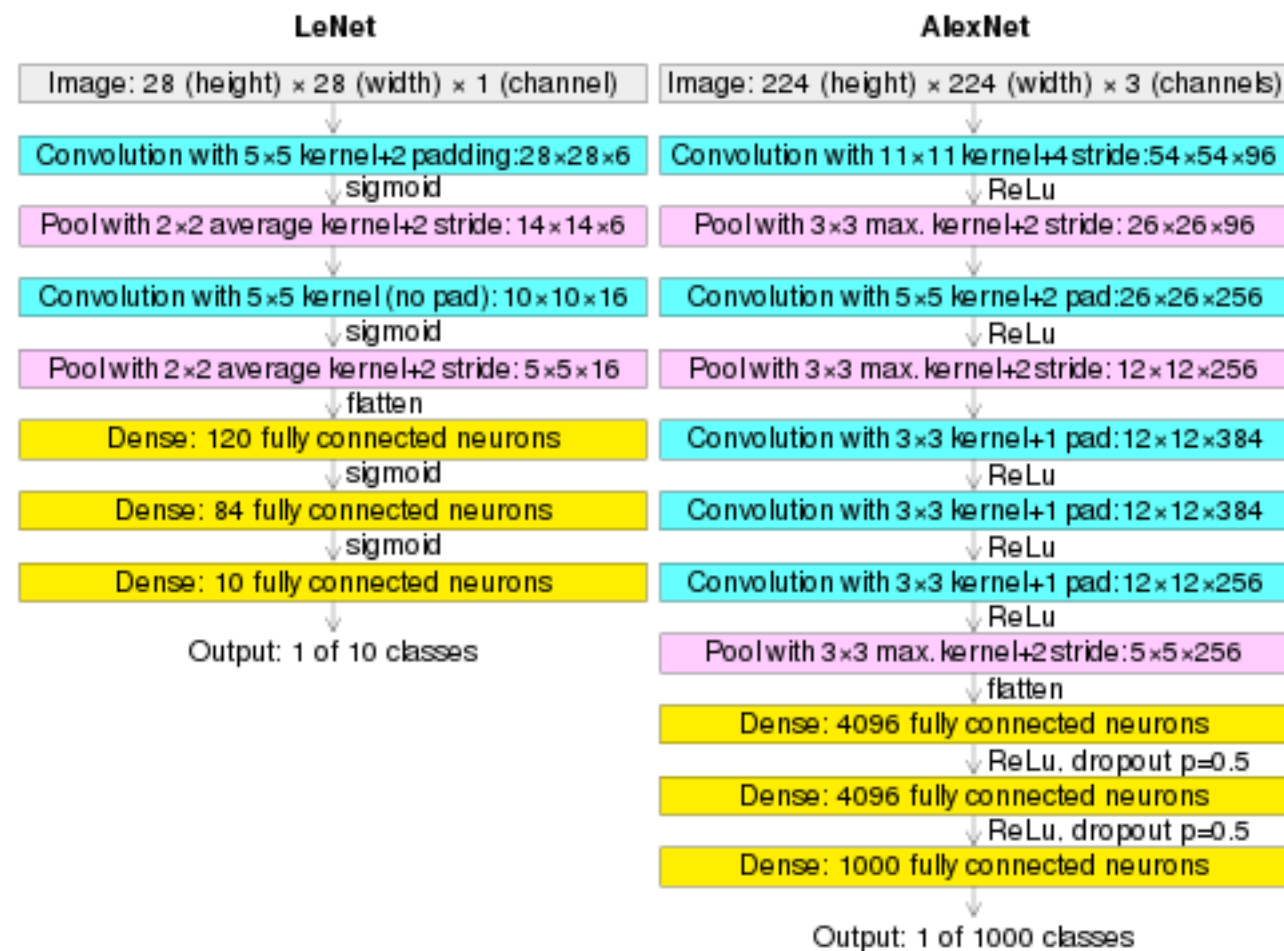 LeNet
Image: 28 (height) × 28 (width) × 1 (channel)
Convolution with 5×5 kernel+2 padding:28×28×6
sigmoid
Pool with 2×2 average kernel+2 stride: 14×14×6
Convolution with 5×5 kernel (no pad): 10×10×16
sigmoid
Pool with 2×2 average kernel+2 stride: 5×5×16
flatten
Dense: 120 fully connected neurons
sigmoid
Dense: 84 fully connected neurons
sigmoid
Dense: 10 fully connected neurons
Output: 1 of 10 classes
AlexNet
Image: 224 (height) × 224 (width) × 3 (channels)
Convolution with 11×11 kernel+4 stride:54×54×96
ReLu
Pool with 3×3 max. kernel+2 stride: 26×26×96
Convolution with 5×5 kernel+2 pad:26×26×256
ReLu
Pool with 3×3 max. kernel+2 stride: 12×12×256
Convolution with 3×3 kernel+1 pad:12×12×384
ReLu
Convolution with 3×3 kernel+1 pad:12×12×384
ReLu
Convolution with 3×3 kernel+1 pad:12×12×256
ReLu
Pool with 3×3 max. kernel+2 stride:5×5×256
flatten
Dense: 4096 fully connected neurons
ReLu, dropout p=0.5
Dense: 4096 fully connected neurons
ReLu, dropout p=0.5
Dense: 1000 fully connected neurons
Output: 1 of 1000 classes